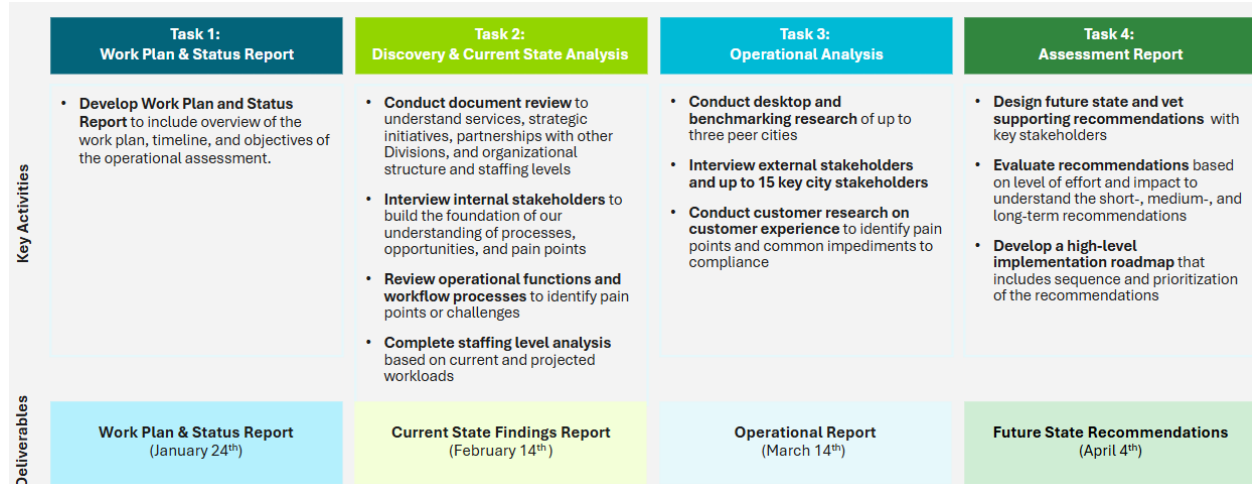 Task 1:
Work Plan & Status Report
Task 2:
Discovery & Current State Analysis
Task 3:
Operational Analysis
Task 4:
Assessment Report
Key Activities
• Develop Work Plan and Status
Report to include overview of the
work plan, timeline, and objectives of
the operational assessment.
• Conduct document review to
understand services, strategic
initiatives, partnerships with other
Divisions, and organizational
structure and staffing levels
• Interview internal stakeholders to
build the foundation of our
understanding of processes,
opportunities, and pain points
• Review operational functions and
workflow processes to identify pain
points or challenges
• Complete staffing level analysis
based on current and projected
workloads
• Conduct desktop and
benchmarking research of up to
three peer cities
• Interview external stakeholders
and up to 15 key city stakeholders
• Conduct customer research on
customer experience to identify pain
points and common impediments to
compliance
• Design future state and vet
supporting recommendations with
key stakeholders
• Evaluate recommendations based
on level of effort and impact to
understand the short-, medium-, and
long-term recommendations
• Develop a high-level
implementation roadmap that
includes sequence and prioritization
of the recommendations
Deliverables
Work Plan & Status Report
(January 24th)
Current State Findings Report
(February 14th )
Operational Report
(March 14th)
Future State Recommendations
(April 4th)